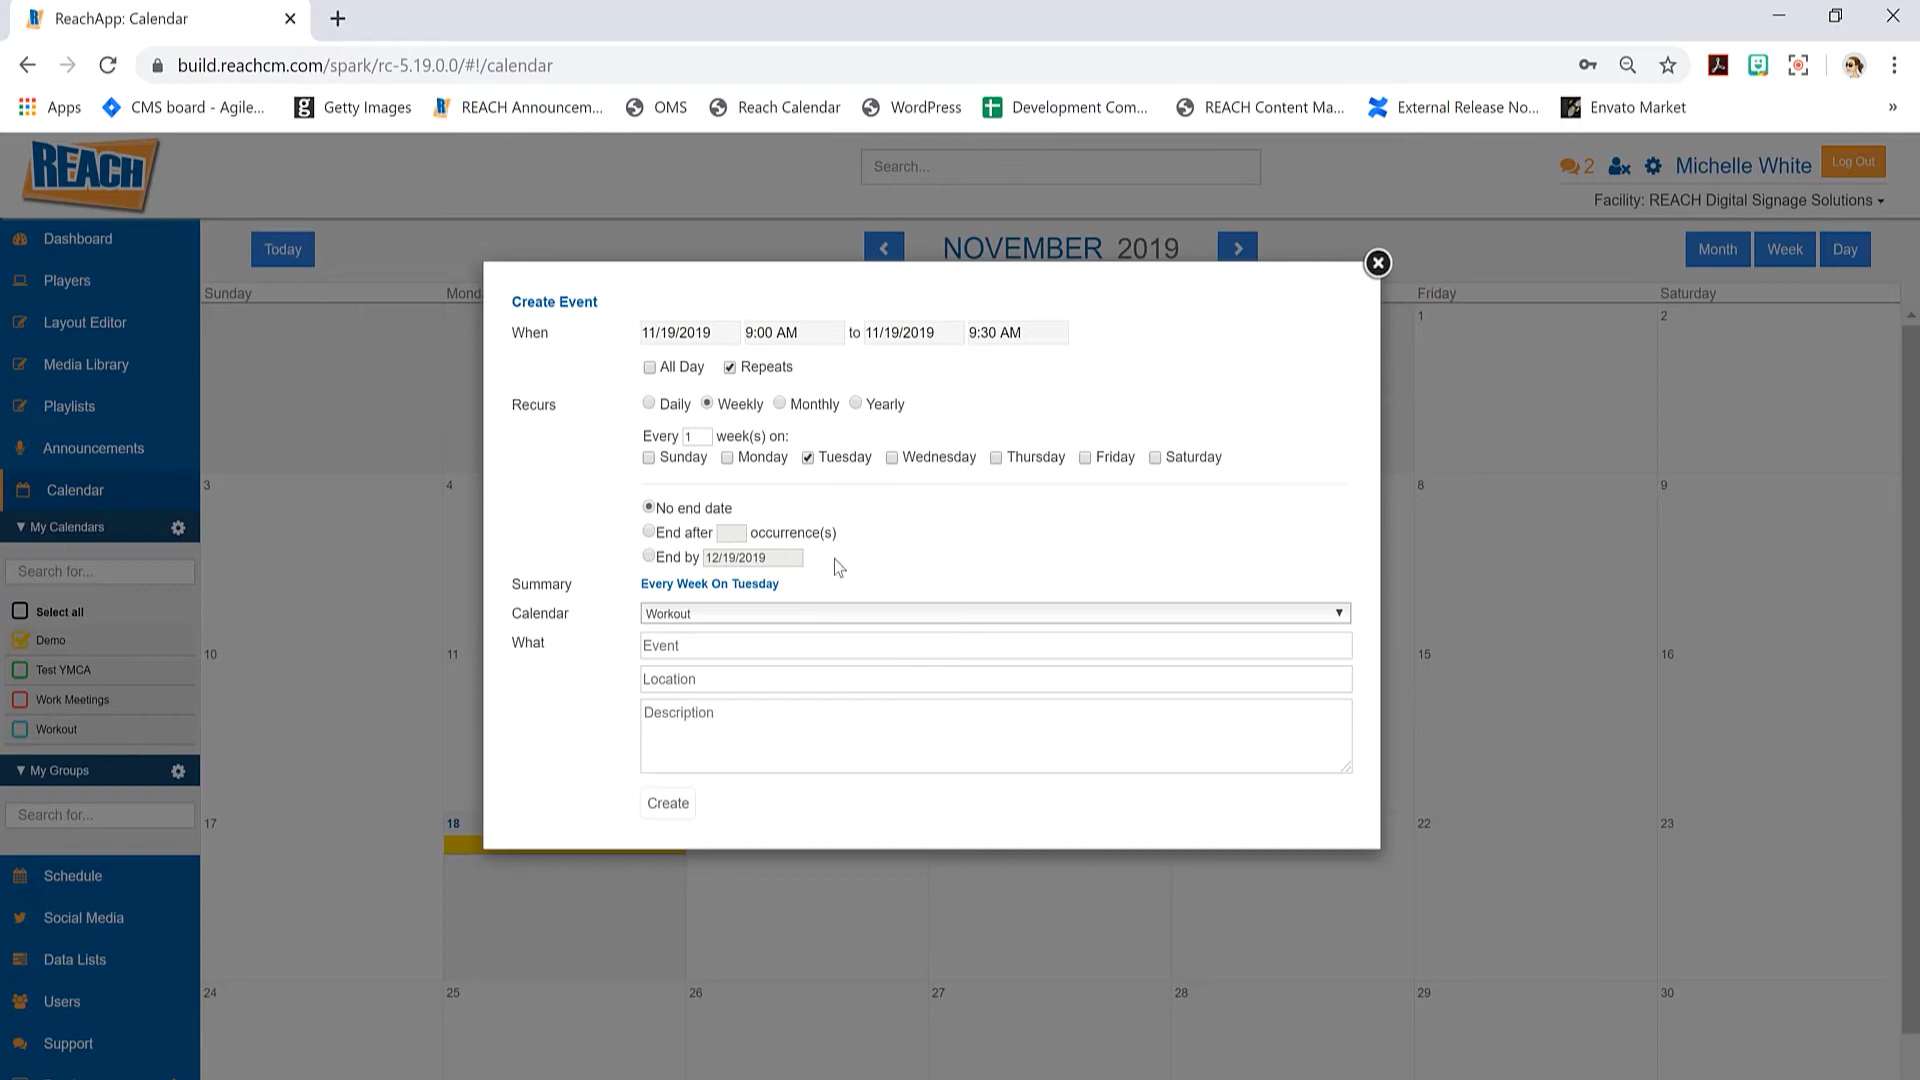 ReachApp: Calendar
build.reachcm.com/spark/rc-5.19.0.0/#!/calendar
Apps CMS board - Agile... Getty Images REACH Announcem... OMS Reach Calendar WordPress Development Com... REACH Content Ma... External Release No... Envato Market »
REACH
Search...
2 Michelle White Log Out
Facility: REACH Digital Signage Solutions
Today NOVEMBER 2019 Month Week Day
Dashboard
Players
Layout Editor
Media Library
Playlists
Announcements
Calendar
My Calendars
Search for...
Select all
Demo
Test YMCA
Work Meetings
Workout
My Groups
Search for...
Schedule
Social Media
Data Lists
Users
Support
Sunday Mond Friday Saturday
1 2
3 4 8 9
10 11 15 16
17 18 22 23
24 25 26 27 28 29 30
Create Event
When 11/19/2019 9:00 AM to 11/19/2019 9:30 AM
All Day Repeats
Recurs Daily Weekly Monthly Yearly
Every 1 week(s) on:
Sunday Monday Tuesday Wednesday Thursday Friday Saturday
No end date
End after occurrence(s)
End by 12/19/2019
Summary Every Week On Tuesday
Calendar Workout
What Event
Location
Description
Create